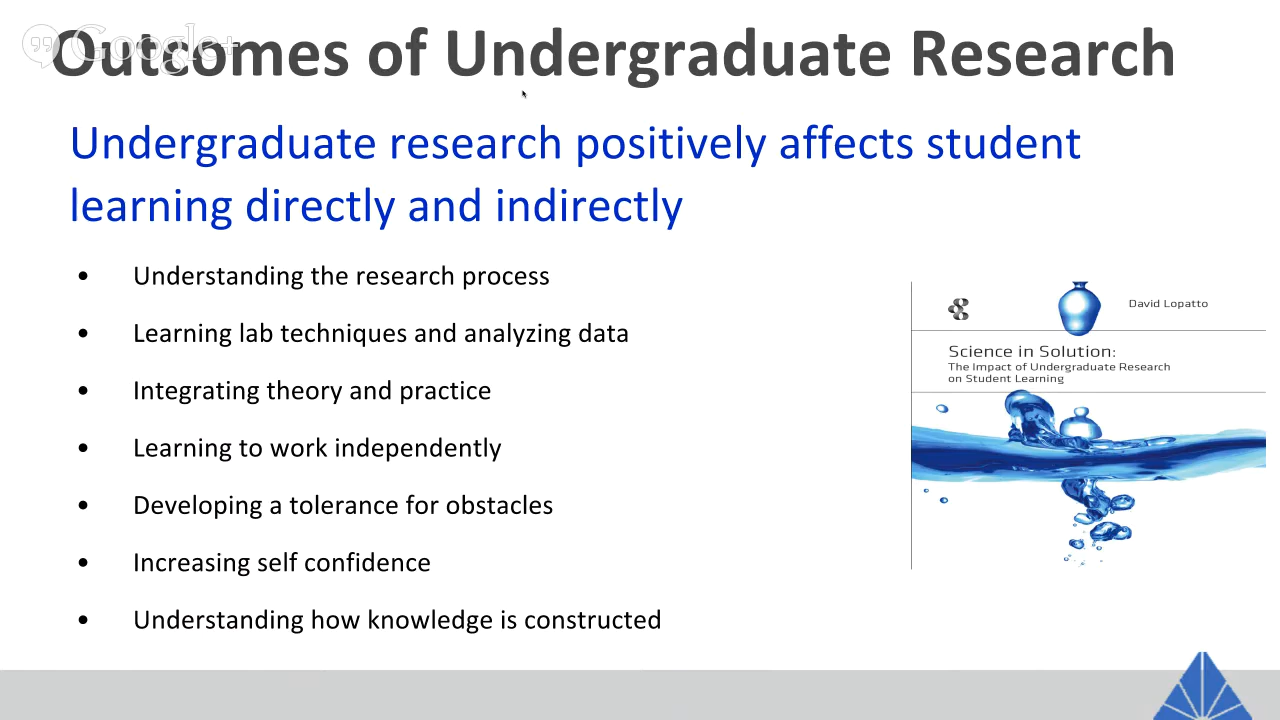 Google+
Outcomes of Undergraduate Research
Undergraduate research positively affects student
learning directly and indirectly
• Understanding the research process
• Learning lab techniques and analyzing data
• Integrating theory and practice
• Learning to work independently
• Developing a tolerance for obstacles
• Increasing self confidence
• Understanding how knowledge is constructed
David Lopatto
Science in Solution:
The Impact of Undergraduate Research
on Student Learning